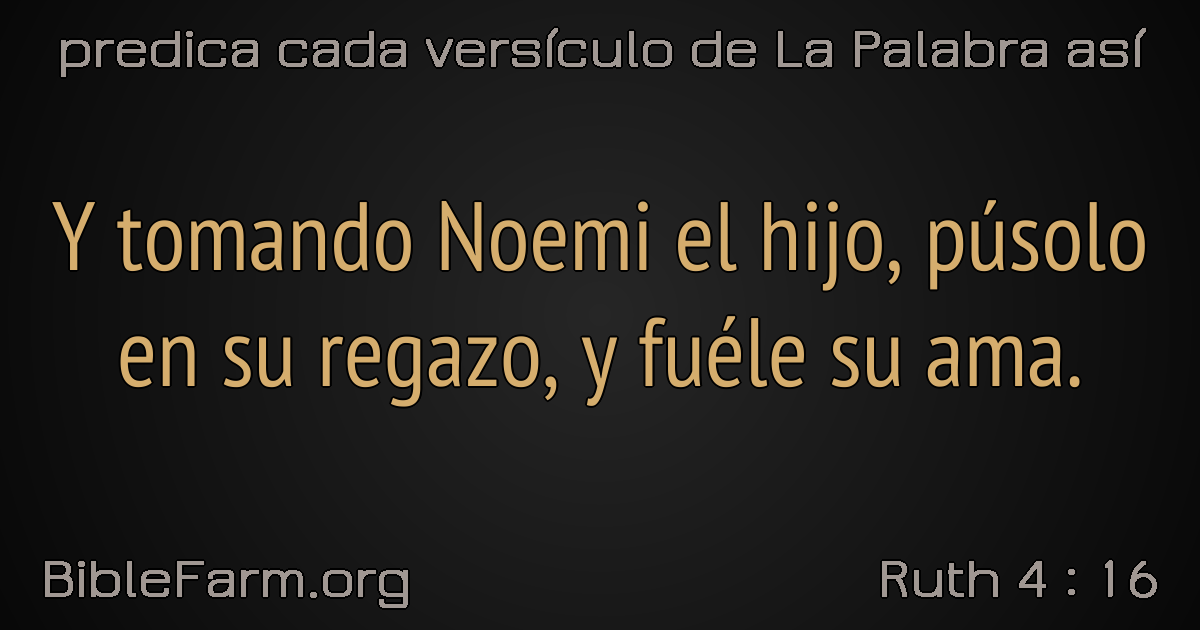 predica cada versículo de La Palabra así
Y tomando Noemi el hijo, púsolo
en su regazo, y fuéle su ama.
BibleFarm.org
Ruth 4 : 16